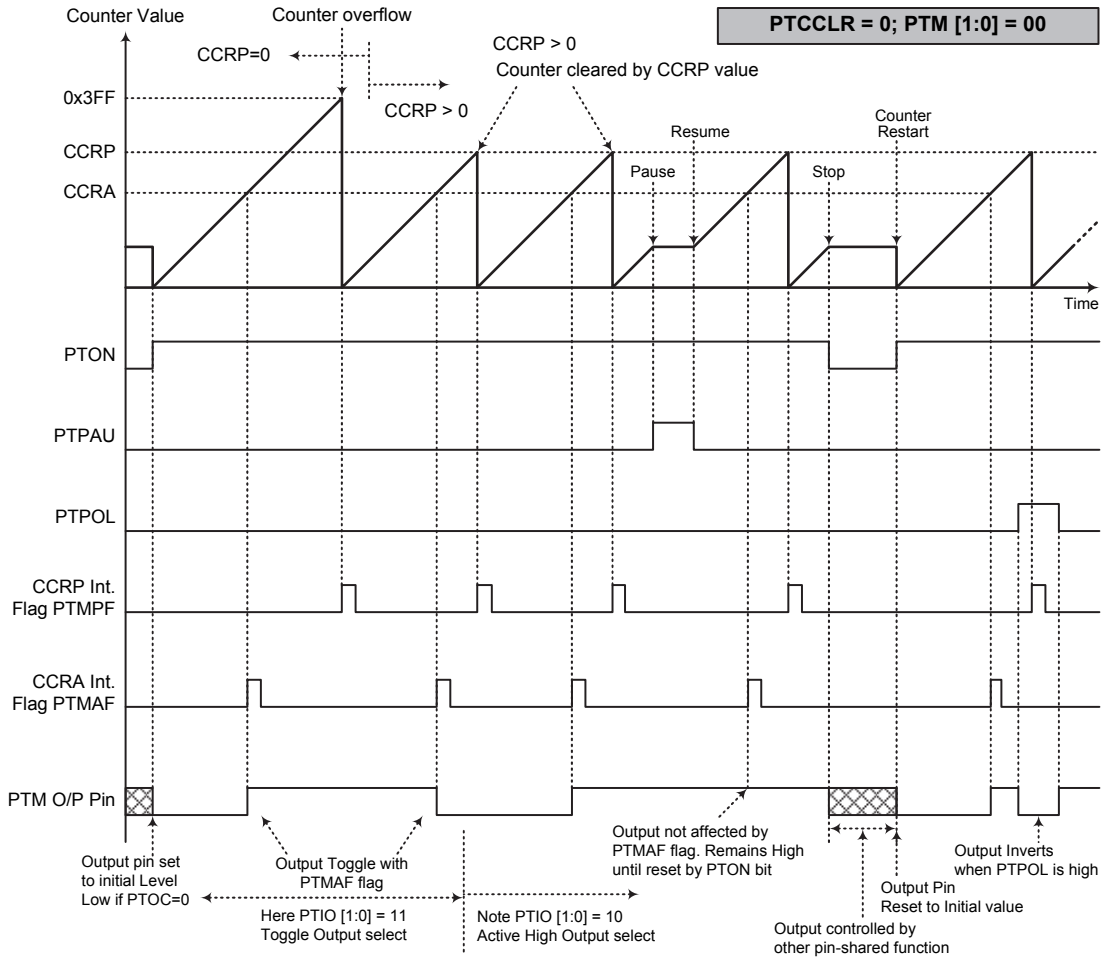 Counter Value
Counter overflow
PTCCLR = 0; PTM [1:0] = 00
CCRP=0
CCRP > 0
CCRP > 0
Counter cleared by CCRP value
0x3FF
CCRP
CCRA
Pause
Resume
Stop
Counter
Restart
Time
PTON
PTPAU
PTPOL
CCRP Int.
Flag PTMPF
CCRA Int.
Flag PTMAF
PTM O/P Pin
Output pin set
to initial Level
Low if PTOC=0
Output Toggle with
PTMAF flag
Here PTIO [1:0] = 11
Toggle Output select
Note PTIO [1:0] = 10
Active High Output select
Output not affected by
PTMAF flag. Remains High
until reset by PTON bit
Output controlled by
other pin-shared function
Output Pin
Reset to Initial value
Output Inverts
when PTPOL is high